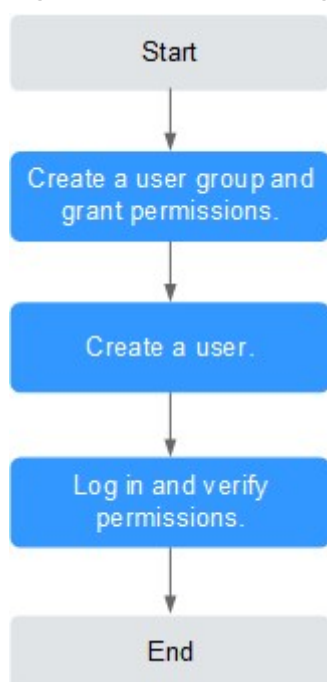 Start
Create a user group and
grant permissions.
Create a user.
Log in and verify
permissions.
End